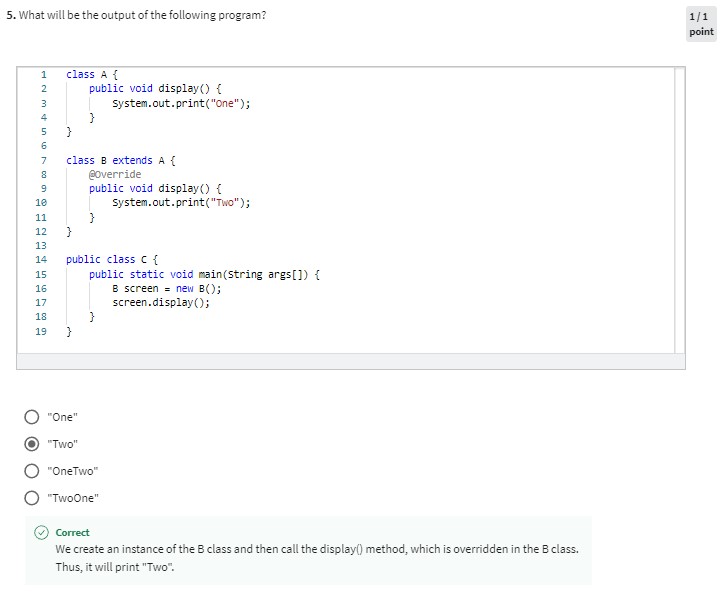 5. What will be the output of the following program?
1/1
point
1 class A {
2 public void display() {
3 System.out.print("One");
4 }
5 }
6
7 class B extends A {
8 @Override
9 public void display() {
10 System.out.print("Two");
11 }
12 }
13
14 public class C {
15 public static void main(String args[]) {
16 B screen = new B();
17 screen.display();
18 }
19 }
"One"
"Two"
"OneTwo"
"TwoOne"
Correct
We create an instance of the B class and then call the display() method, which is overridden in the B class.
Thus, it will print "Two".